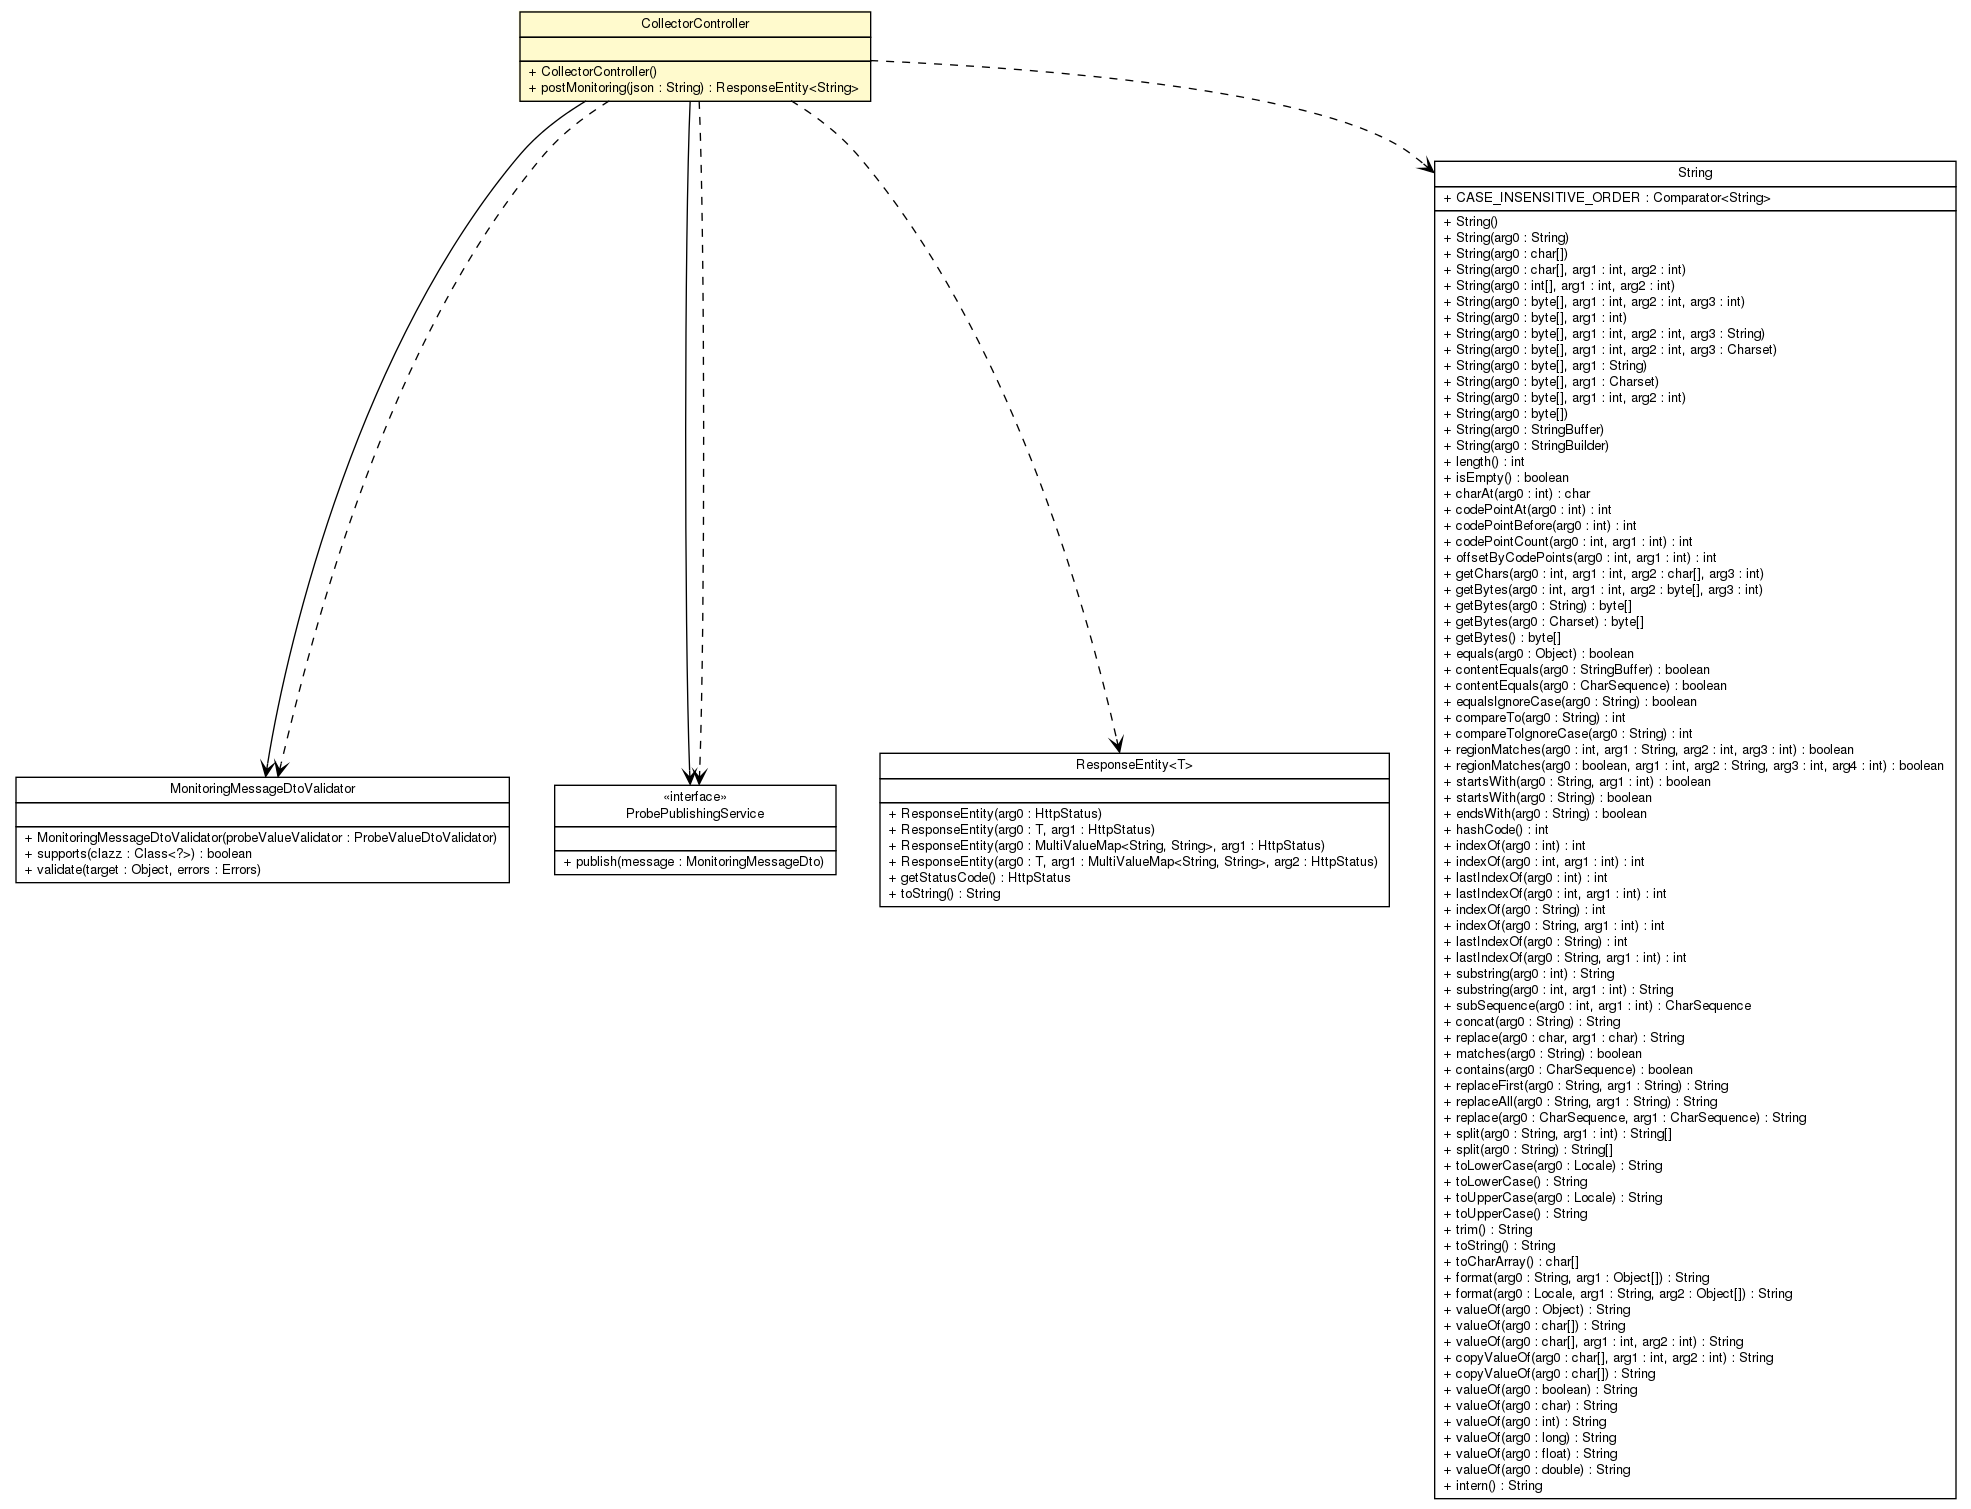 CollectorController
+ CollectorController()
+ postMonitoring(json : String) : ResponseEntity<String>
MonitoringMessageDtoValidator
+ MonitoringMessageDtoValidator(probeValueValidator : ProbeValueDtoValidator)
+ supports(clazz : Class<?>) : boolean
+ validate(target : Object, errors : Errors)
«interface»
ProbePublishingService
+ publish(message : MonitoringMessageDto)
ResponseEntity<T>
+ ResponseEntity(arg0 : HttpStatus)
+ ResponseEntity(arg0 : T, arg1 : HttpStatus)
+ ResponseEntity(arg0 : MultiValueMap<String, String>, arg1 : HttpStatus)
+ ResponseEntity(arg0 : T, arg1 : MultiValueMap<String, String>, arg2 : HttpStatus)
+ getStatusCode() : HttpStatus
+ toString() : String
String
+ CASE_INSENSITIVE_ORDER : Comparator<String>
+ String()
+ String(arg0 : String)
+ String(arg0 : char[])
+ String(arg0 : char[], arg1 : int, arg2 : int)
+ String(arg0 : int[], arg1 : int, arg2 : int)
+ String(arg0 : byte[], arg1 : int, arg2 : int, arg3 : int)
+ String(arg0 : byte[], arg1 : int)
+ String(arg0 : byte[], arg1 : int, arg2 : int, arg3 : String)
+ String(arg0 : byte[], arg1 : int, arg2 : int, arg3 : Charset)
+ String(arg0 : byte[], arg1 : String)
+ String(arg0 : byte[], arg1 : Charset)
+ String(arg0 : byte[], arg1 : int, arg2 : int)
+ String(arg0 : byte[])
+ String(arg0 : StringBuffer)
+ String(arg0 : StringBuilder)
+ length() : int
+ isEmpty() : boolean
+ charAt(arg0 : int) : char
+ codePointAt(arg0 : int) : int
+ codePointBefore(arg0 : int) : int
+ codePointCount(arg0 : int, arg1 : int) : int
+ offsetByCodePoints(arg0 : int, arg1 : int) : int
+ getChars(arg0 : int, arg1 : int, arg2 : char[], arg3 : int)
+ getBytes(arg0 : int, arg1 : int, arg2 : byte[], arg3 : int)
+ getBytes(arg0 : String) : byte[]
+ getBytes(arg0 : Charset) : byte[]
+ getBytes() : byte[]
+ equals(arg0 : Object) : boolean
+ contentEquals(arg0 : StringBuffer) : boolean
+ contentEquals(arg0 : CharSequence) : boolean
+ equalsIgnoreCase(arg0 : String) : boolean
+ compareTo(arg0 : String) : int
+ compareToIgnoreCase(arg0 : String) : int
+ regionMatches(arg0 : int, arg1 : String, arg2 : int, arg3 : int) : boolean
+ regionMatches(arg0 : boolean, arg1 : int, arg2 : String, arg3 : int, arg4 : int) : boolean
+ startsWith(arg0 : String, arg1 : int) : boolean
+ startsWith(arg0 : String) : boolean
+ endsWith(arg0 : String) : boolean
+ hashCode() : int
+ indexOf(arg0 : int) : int
+ indexOf(arg0 : int, arg1 : int) : int
+ lastIndexOf(arg0 : int) : int
+ lastIndexOf(arg0 : int, arg1 : int) : int
+ indexOf(arg0 : String) : int
+ indexOf(arg0 : String, arg1 : int) : int
+ lastIndexOf(arg0 : String) : int
+ lastIndexOf(arg0 : String, arg1 : int) : int
+ substring(arg0 : int) : String
+ substring(arg0 : int, arg1 : int) : String
+ subSequence(arg0 : int, arg1 : int) : CharSequence
+ concat(arg0 : String) : String
+ replace(arg0 : char, arg1 : char) : String
+ matches(arg0 : String) : boolean
+ contains(arg0 : CharSequence) : boolean
+ replaceFirst(arg0 : String, arg1 : String) : String
+ replaceAll(arg0 : String, arg1 : String) : String
+ replace(arg0 : CharSequence, arg1 : CharSequence) : String
+ split(arg0 : String, arg1 : int) : String[]
+ split(arg0 : String) : String[]
+ toLowerCase(arg0 : Locale) : String
+ toLowerCase() : String
+ toUpperCase(arg0 : Locale) : String
+ toUpperCase() : String
+ trim() : String
+ toString() : String
+ toCharArray() : char[]
+ format(arg0 : String, arg1 : Object[]) : String
+ format(arg0 : Locale, arg1 : String, arg2 : Object[]) : String
+ valueOf(arg0 : Object) : String
+ valueOf(arg0 : char[]) : String
+ valueOf(arg0 : char[], arg1 : int, arg2 : int) : String
+ copyValueOf(arg0 : char[], arg1 : int, arg2 : int) : String
+ copyValueOf(arg0 : char[]) : String
+ valueOf(arg0 : boolean) : String
+ valueOf(arg0 : char) : String
+ valueOf(arg0 : int) : String
+ valueOf(arg0 : long) : String
+ valueOf(arg0 : float) : String
+ valueOf(arg0 : double) : String
+ intern() : String